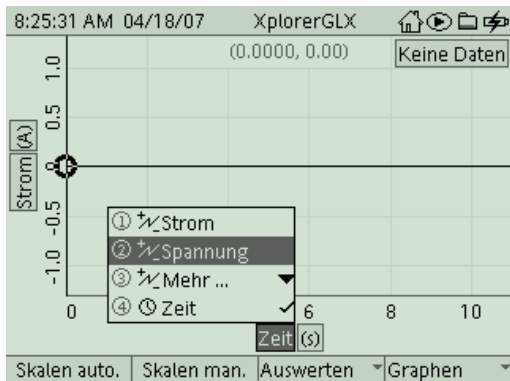 8:25:31 AM 04/18/07 XplorerGLX
(0.0000, 0.00) Keine Daten
1.0
0.5
0
-0.5
-1.0
Strom (A)
① Strom
② Spannung
③ Mehr ...
④ Zeit
0 6 8 10
Zeit (s)
Skalen auto. Skalen man. Auswerten Graphen